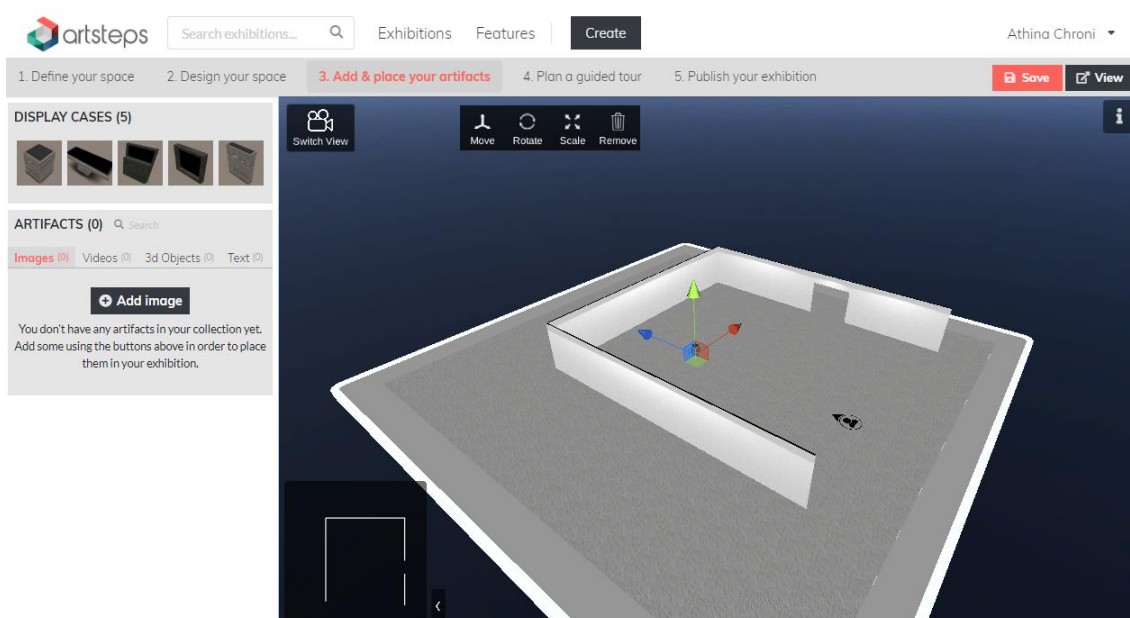 artsteps Search exhibitions... Exhibitions Features Create Athina Chroni
1. Define your space 2. Design your space 3. Add & place your artifacts 4. Plan a guided tour 5. Publish your exhibition Save View
DISPLAY CASES (5)
Switch View
Move Rotate Scale Remove
i
ARTIFACTS (0) Search
Images (0) Videos (0) 3d Objects (0) Text (0)
Add image
You don't have any artifacts in your collection yet.
Add some using the buttons above in order to place
them in your exhibition.